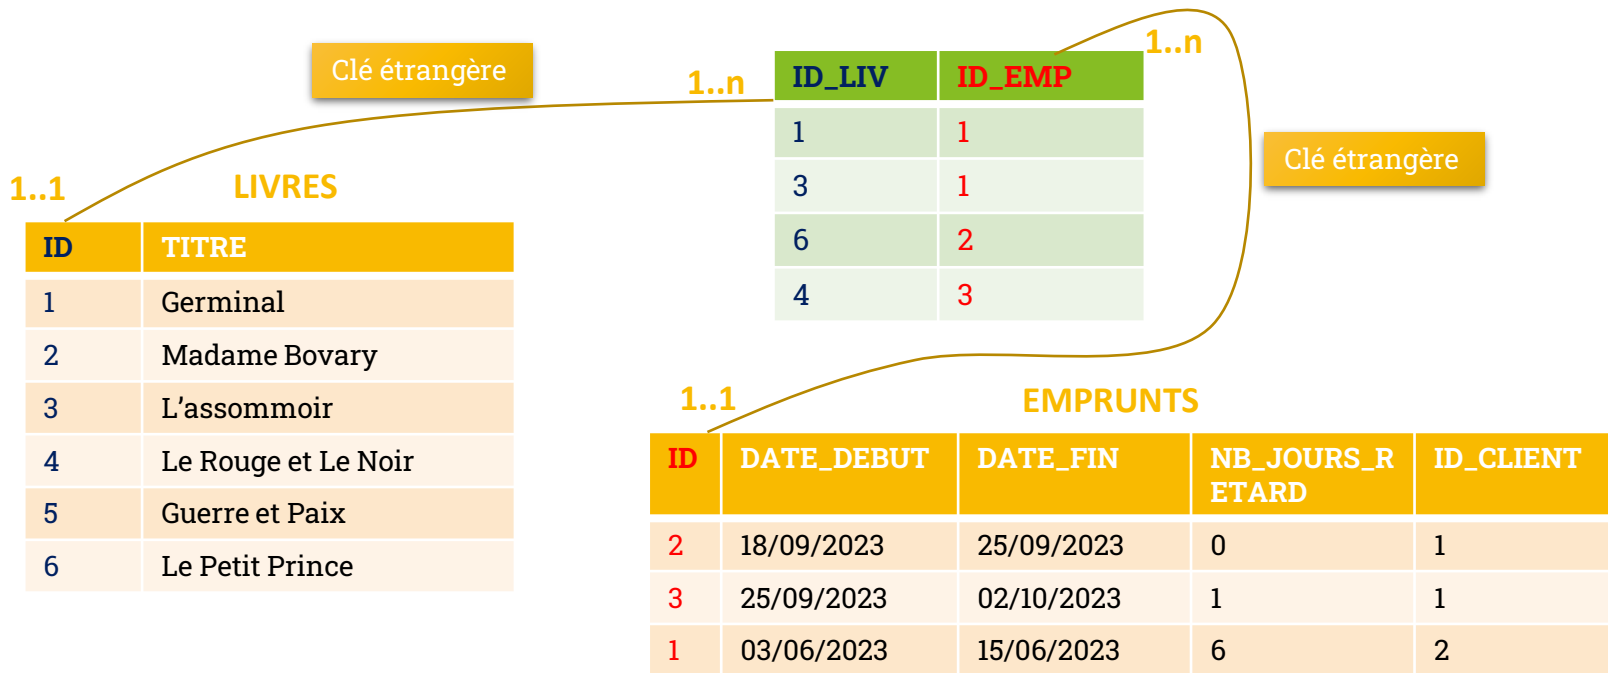 Clé étrangère
1..n
ID_LIV ID_EMP
1..n
1 1
3 1
6 2
4 3
Clé étrangère
1..1
LIVRES
ID TITRE
1 Germinal
2 Madame Bovary
3 L’assommoir
4 Le Rouge et Le Noir
5 Guerre et Paix
6 Le Petit Prince
1..1
EMPRUNTS
ID DATE_DEBUT DATE_FIN NB_JOURS_R ID_CLIENT
ETARD
2 18/09/2023 25/09/2023 0 1
3 25/09/2023 02/10/2023 1 1
1 03/06/2023 15/06/2023 6 2